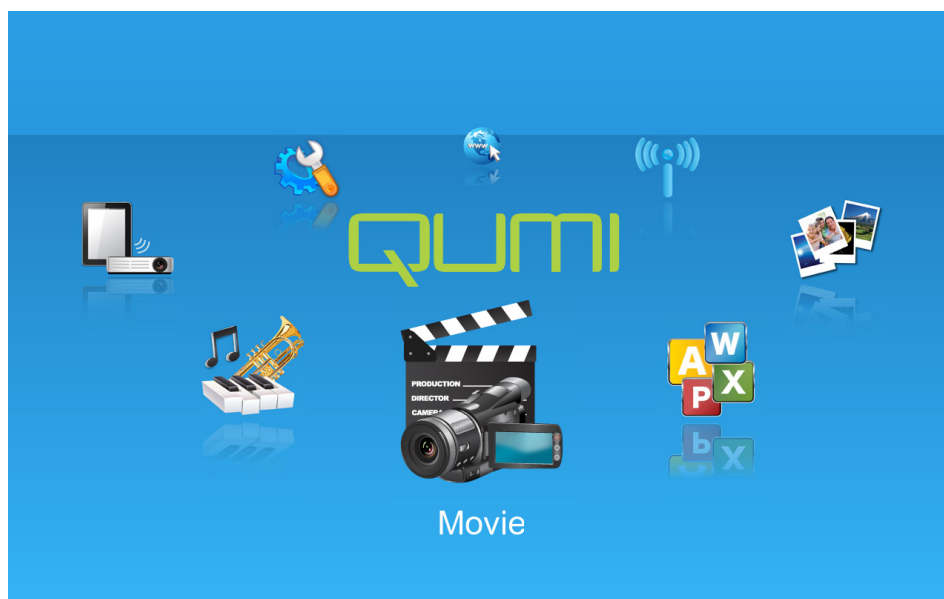 www
QUMI
PRODUCTION
DIRECTOR
CAMERA
A
W
P
X
Movie